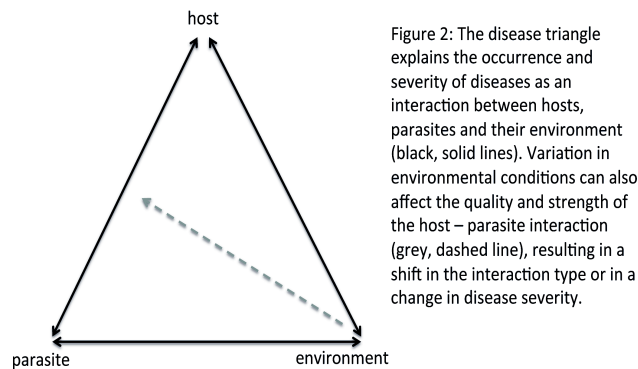 host
Figure 2: The disease triangle
explains the occurrence and
severity of diseases as an
interaction between hosts,
parasites and their environment
(black, solid lines). Variation in
environmental conditions can also
affect the quality and strength of
the host – parasite interaction
(grey, dashed line), resulting in a
shift in the interaction type or in a
change in disease severity.
parasite
environment